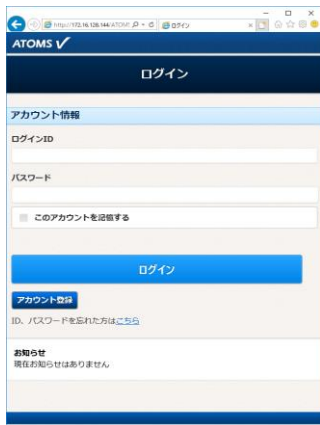 http://172.16.128.144/ATOM
ログイン
ATOMS
ログイン
アカウント情報
ログインID
パスワード
このアカウントを記憶する
ログイン
アカウント登録
ID、パスワードを忘れた方はこちら
お知らせ
現在お知らせはありません